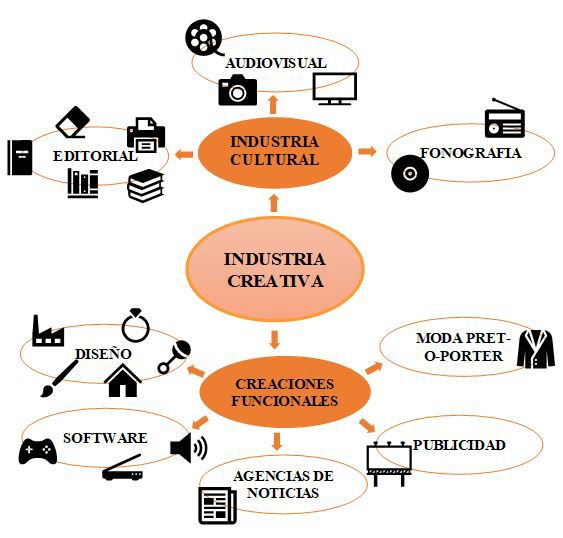 AUDIOVISUAL
INDUSTRIA
CULTURAL
EDITORIAL
FONOGRAFIA
INDUSTRIA
CREATIVA
DISEÑO
MODA PRET-
O-PORTER
CREACIONES
FUNCIONALES
SOFTWARE
PUBLICIDAD
AGENCIAS DE
NOTICIAS